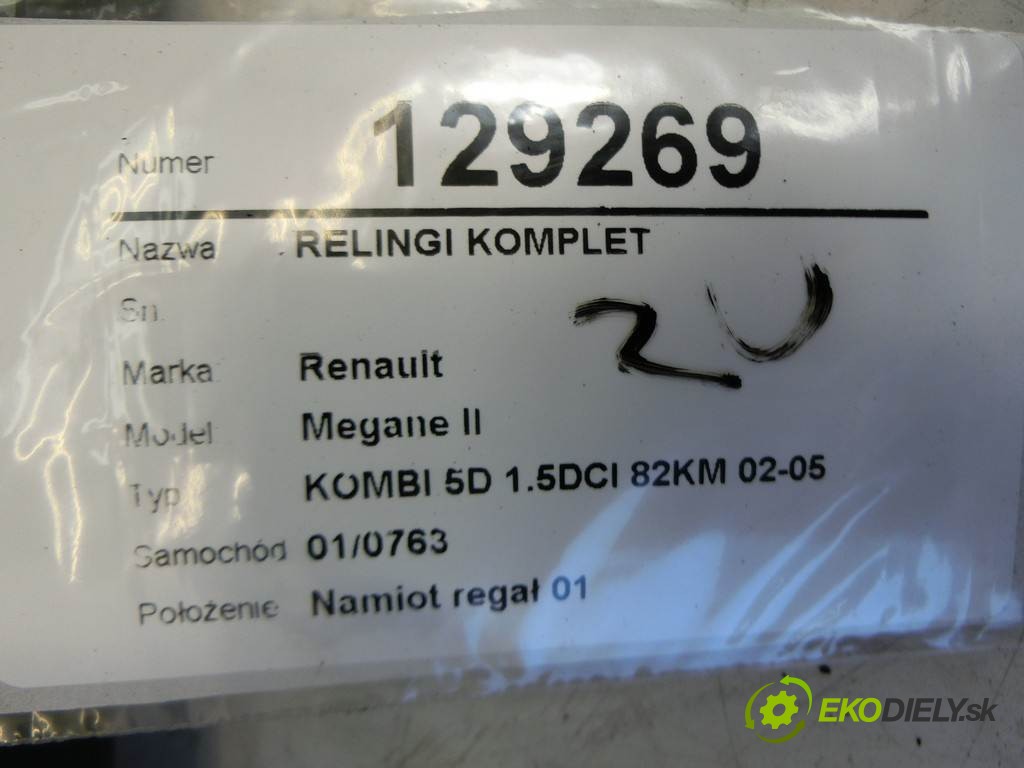 Numer 129269
Nazwa RELINGI KOMPLET
Sn.
Marka Renault
Model Megane II
Typ KOMBI 5D 1.5DCI 82KM 02-05
Samochód 01/0763
Położenie Namiot regał 01
EKODIELY.sk